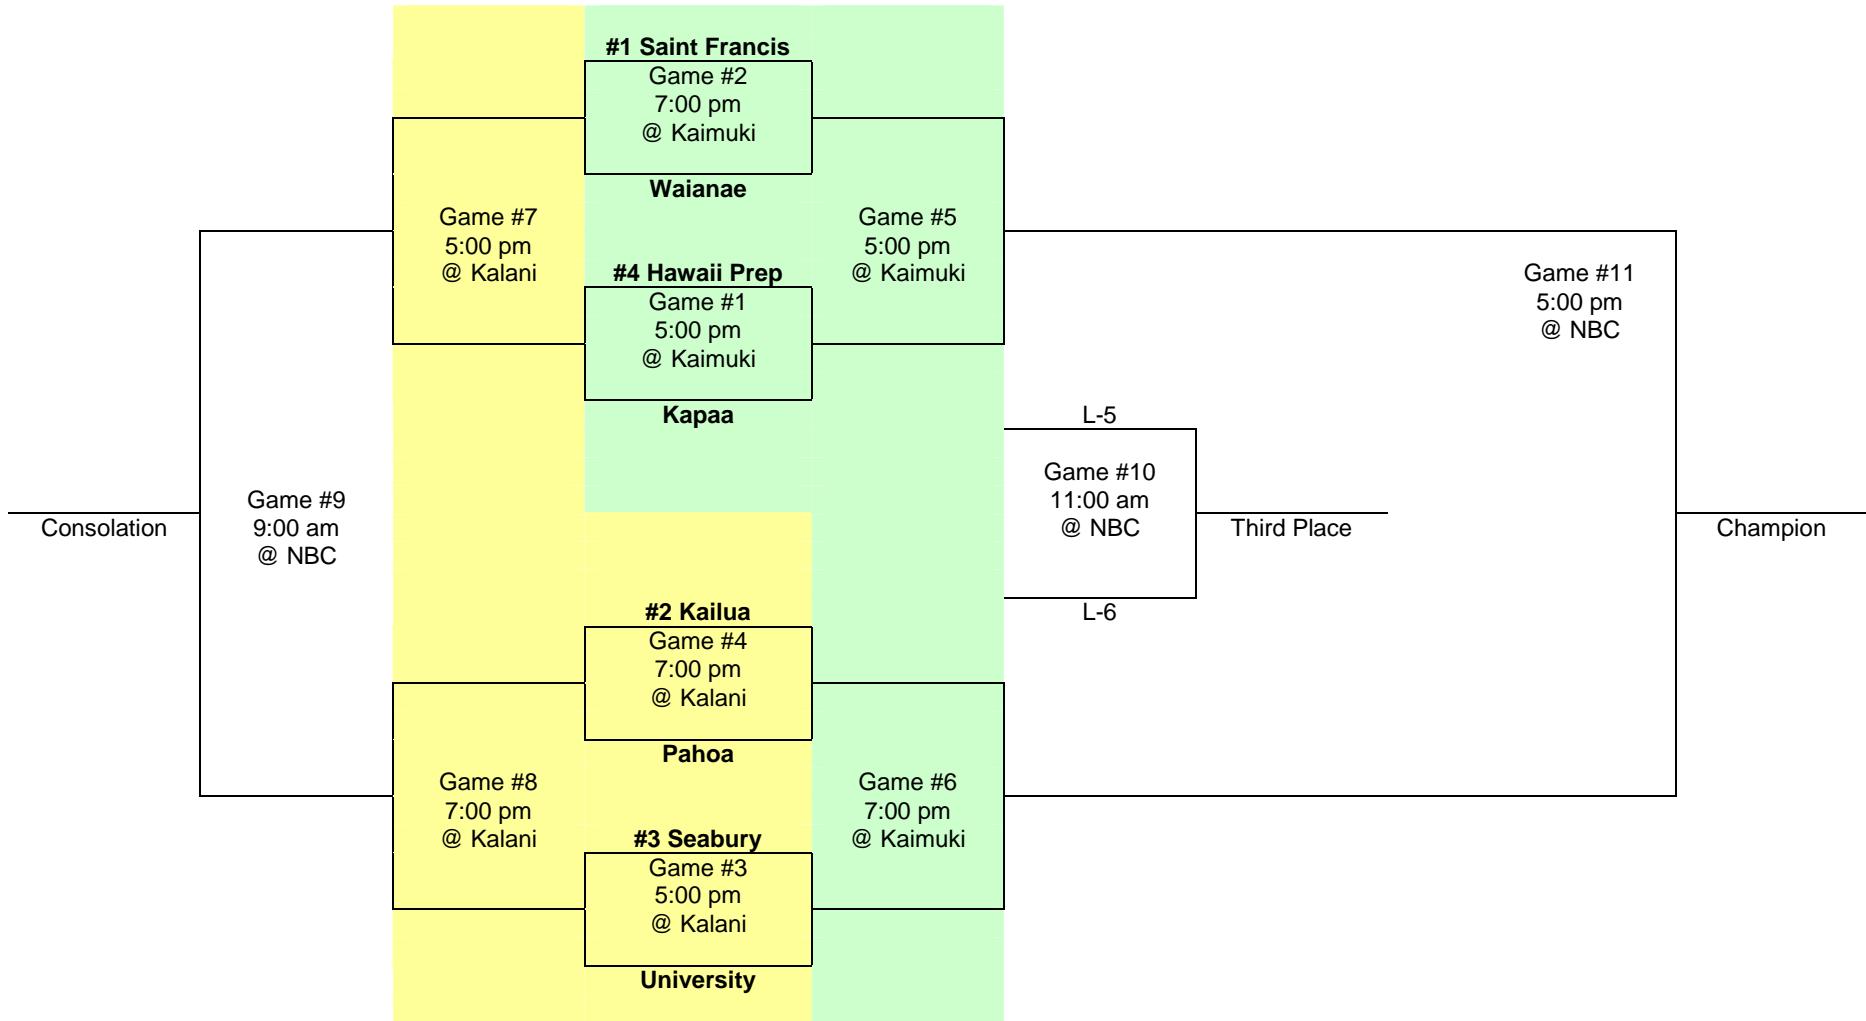 #1 Saint Francis
Game #2
7:00 pm
@ Kaimuki
Waianae
Game #7
5:00 pm
@ Kalani
Game #5
5:00 pm
@ Kaimuki
#4 Hawaii Prep
Game #1
5:00 pm
@ Kaimuki
Kapaa
Game #11
5:00 pm
@ NBC
L-5
Game #10
11:00 am
@ NBC
L-6
Third Place
Champion
Consolation
Game #9
9:00 am
@ NBC
#2 Kailua
Game #4
7:00 pm
@ Kalani
Pahoa
Game #8
7:00 pm
@ Kalani
Game #6
7:00 pm
@ Kaimuki
#3 Seabury
Game #3
5:00 pm
@ Kalani
University